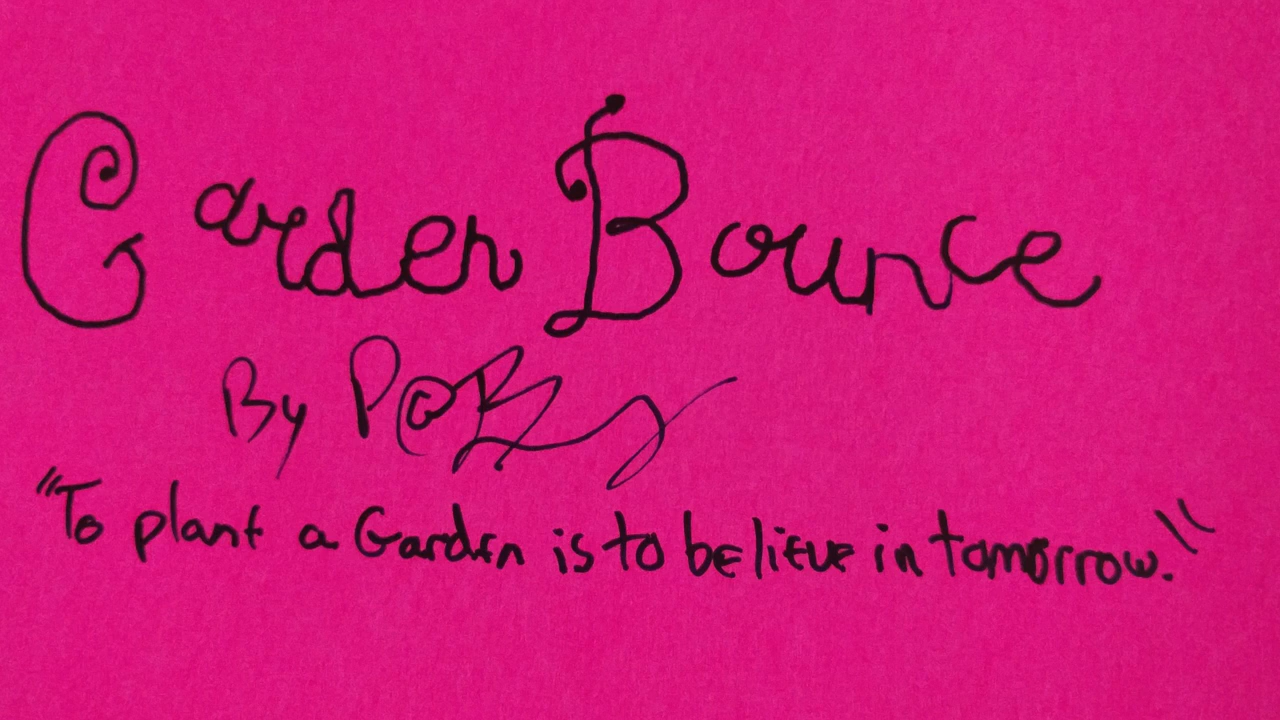 Garden Bounce
By
"To plant a Garden is to believe in tomorrow."